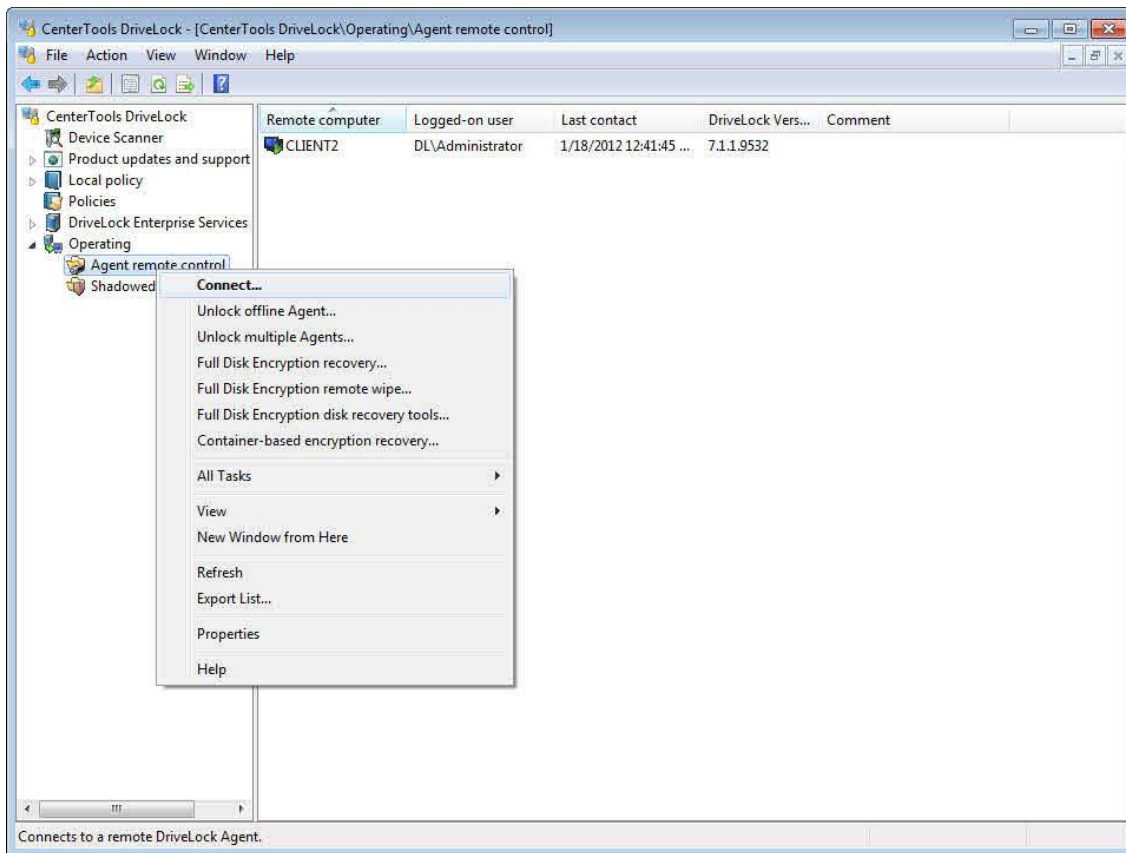 CenterTools DriveLock - [CenterTools DriveLock\Operating\Agent remote control]
File Action View Window Help
CenterTools DriveLock
Device Scanner
Product updates and support
Local policy
Policies
DriveLock Enterprise Services
Operating
Agent remote control
Shadowed
Remote computer Logged-on user Last contact DriveLock Vers... Comment
CLIENT2 DL\Administrator 1/18/2012 12:41:45 ... 7.1.1.9532
Connect...
Unlock offline Agent...
Unlock multiple Agents...
Full Disk Encryption recovery...
Full Disk Encryption remote wipe...
Full Disk Encryption disk recovery tools...
Container-based encryption recovery...
All Tasks
View
New Window from Here
Refresh
Export List...
Properties
Help
Connects to a remote DriveLock Agent.